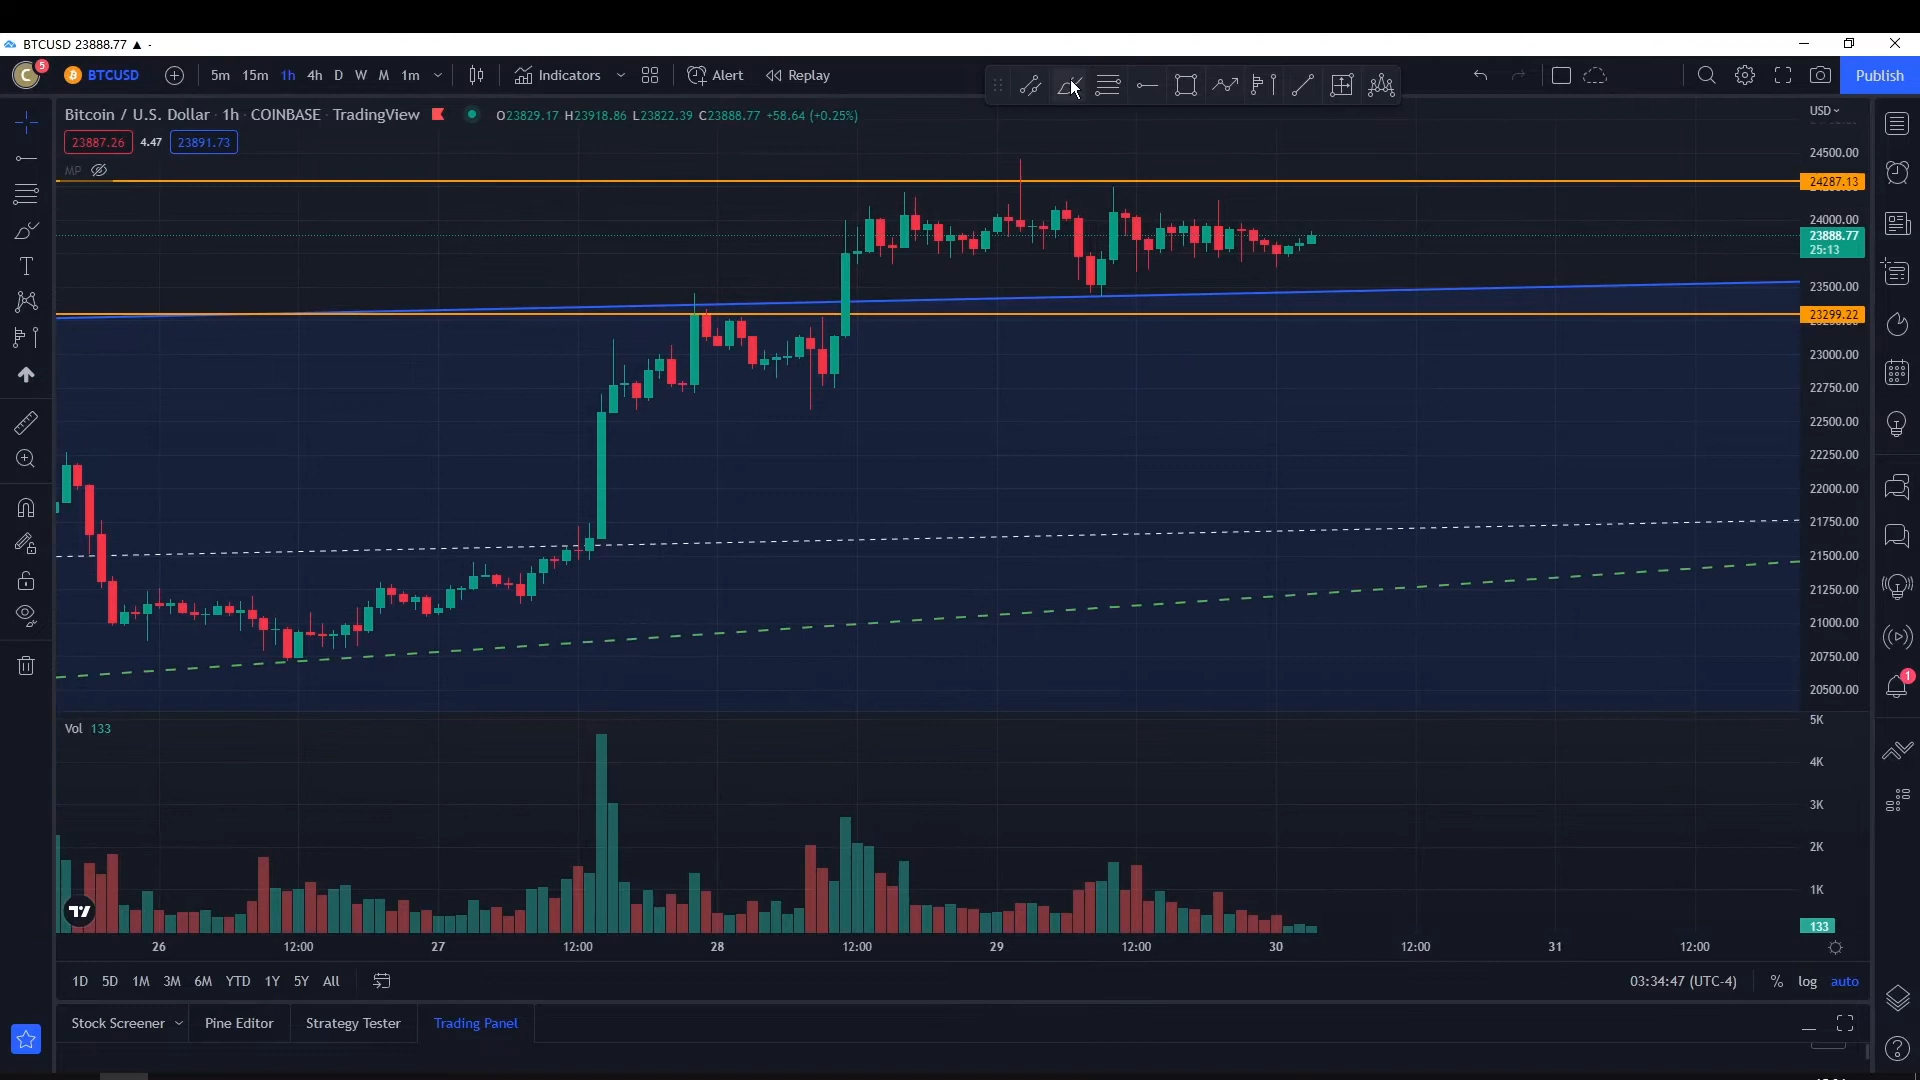 BTCUSD 23888.77 ▲ -
C 5 BTCUSD 5m 15m 1h 4h D W M 1m Indicators Alert Replay Publish
Bitcoin / U.S. Dollar · 1h · COINBASE TradingView O23829.17 H23918.86 L23822.39 C23888.77 +58.64 (+0.25%) USD
23887.26 4.47 23891.73
MP
24500.00
24287.13
24000.00
23888.77
25:13
23500.00
23299.22
23000.00
22750.00
22500.00
22250.00
22000.00
21750.00
21500.00
21250.00
21000.00
20750.00
20500.00
1
Vol 133
5K
4K
3K
2K
1K
133
26 12:00 27 12:00 28 12:00 29 12:00 30 12:00 31 12:00
1D 5D 1M 3M 6M YTD 1Y 5Y All 03:34:47 (UTC-4) % log auto
Stock Screener Pine Editor Strategy Tester Trading Panel